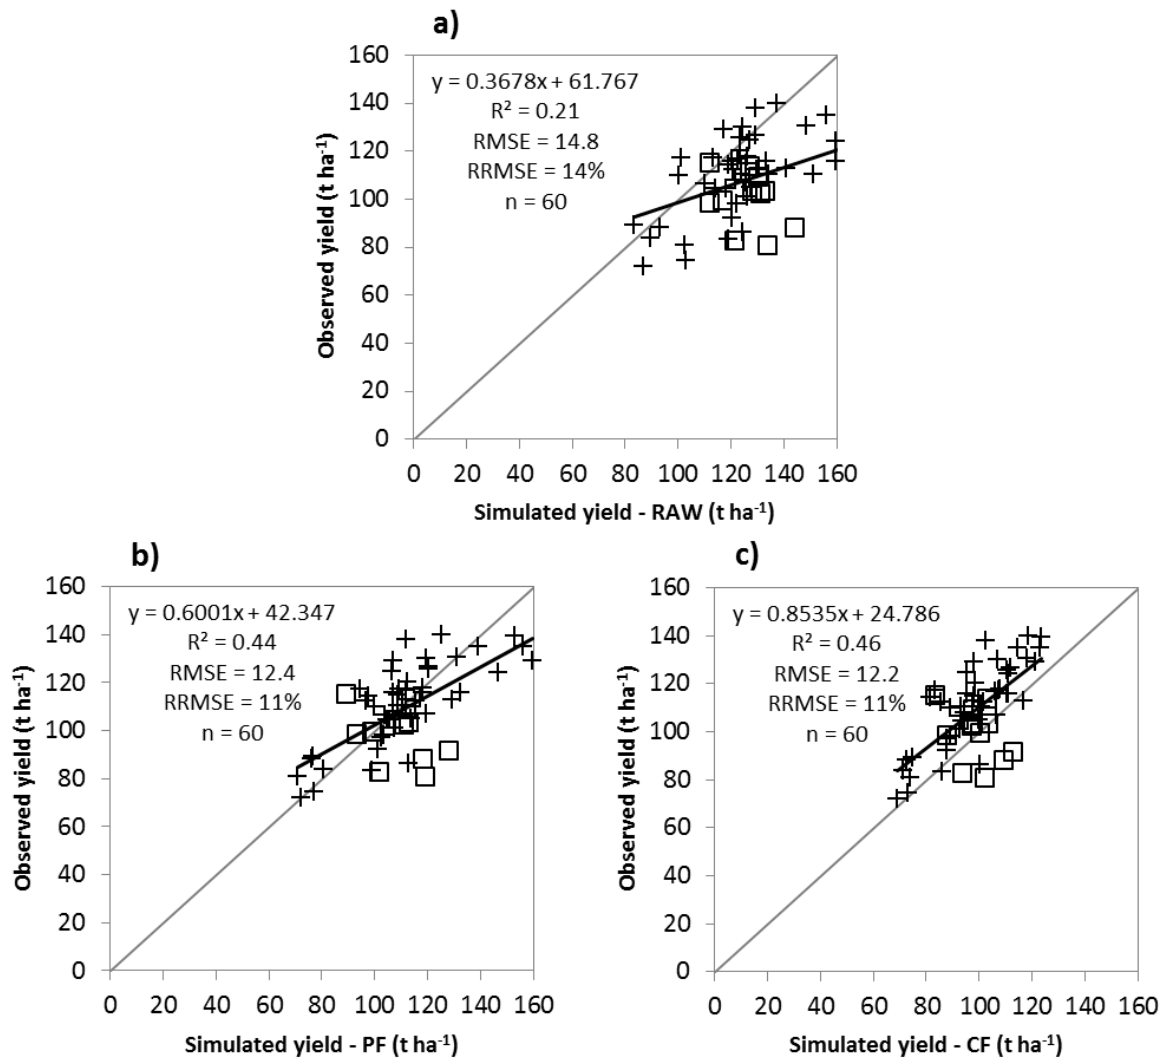 a)
160
140
120
100
80
60
40
20
0
Observed yield (t ha⁻¹)
y = 0.3678x + 61.767
R² = 0.21
RMSE = 14.8
RRMSE = 14%
n = 60
0 20 40 60 80 100 120 140 160
Simulated yield - RAW (t ha⁻¹)
b)
160
140
120
100
80
60
40
20
0
Observed yield (t ha⁻¹)
y = 0.6001x + 42.347
R² = 0.44
RMSE = 12.4
RRMSE = 11%
n = 60
0 20 40 60 80 100 120 140 160
Simulated yield - PF (t ha⁻¹)
c)
160
140
120
100
80
60
40
20
0
Observed yield (t ha⁻¹)
y = 0.8535x + 24.786
R² = 0.46
RMSE = 12.2
RRMSE = 11%
n = 60
0 20 40 60 80 100 120 140 160
Simulated yield - CF (t ha⁻¹)